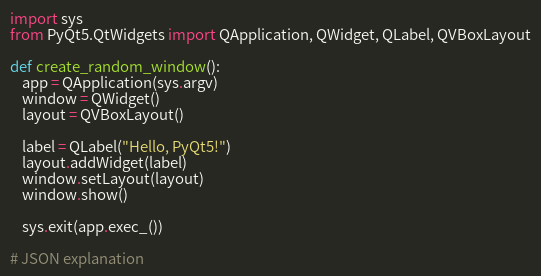 import sys
from PyQt5.QtWidgets import QApplication, QWidget, QLabel, QVBoxLayout

def create_random_window():
    app = QApplication(sys.argv)
    window = QWidget()
    layout = QVBoxLayout()

    label = QLabel("Hello, PyQt5!")
    layout.addWidget(label)
    window.setLayout(layout)
    window.show()

    sys.exit(app.exec_())

# JSON explanation